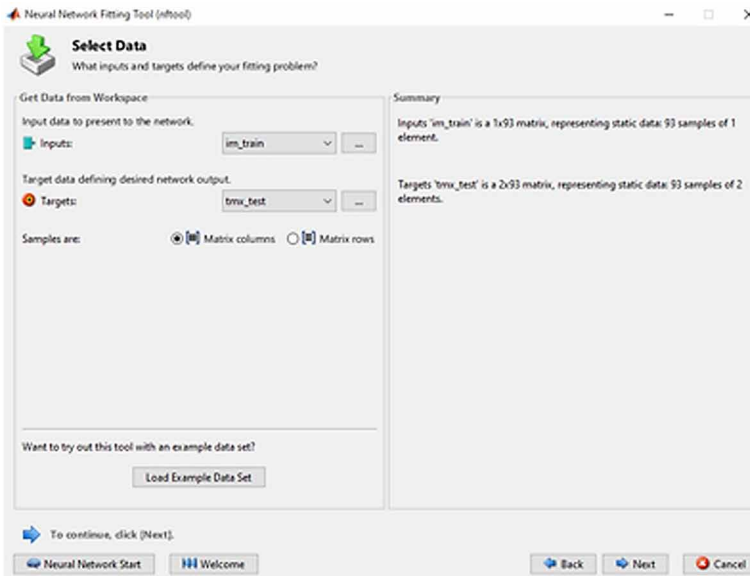 Neural Network Fitting Tool (nftool)
Select Data
What inputs and targets define your fitting problem?
Get Data from Workspace
Input data to present to the network.
Inputs:
im_train
...
Target data defining desired network output.
Targets:
tmx_test
...
Samples are:
Matrix columns
Matrix rows
Want to try out this tool with an example data set?
Load Example Data Set
Summary
Inputs 'im_train' is a 1x93 matrix, representing static data: 93 samples of 1
element.
Targets 'tmx_test' is a 2x93 matrix, representing static data: 93 samples of 2
elements.
To continue, click [Next].
Neural Network Start
Welcome
Back
Next
Cancel